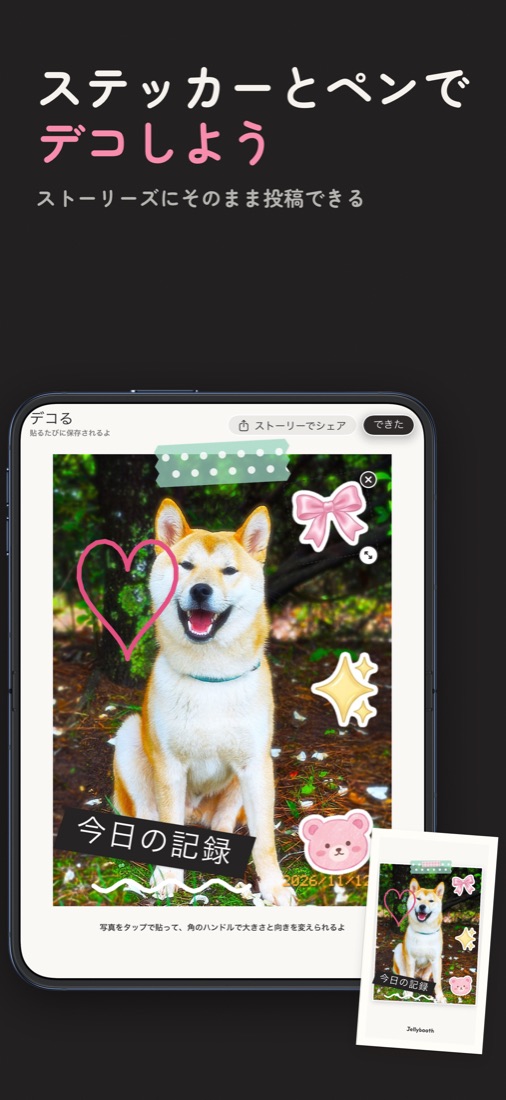 ステッカーとペンで
デコしよう
ストーリーズにそのまま投稿できる
デコる
貼るたびに保存されるよ
ストーリーでシェア
できた
今日の記録
2026/11/12
写真をタップで貼って、角のハンドルで大きさと向きを変えられるよ
今日の記録
Jellybooth